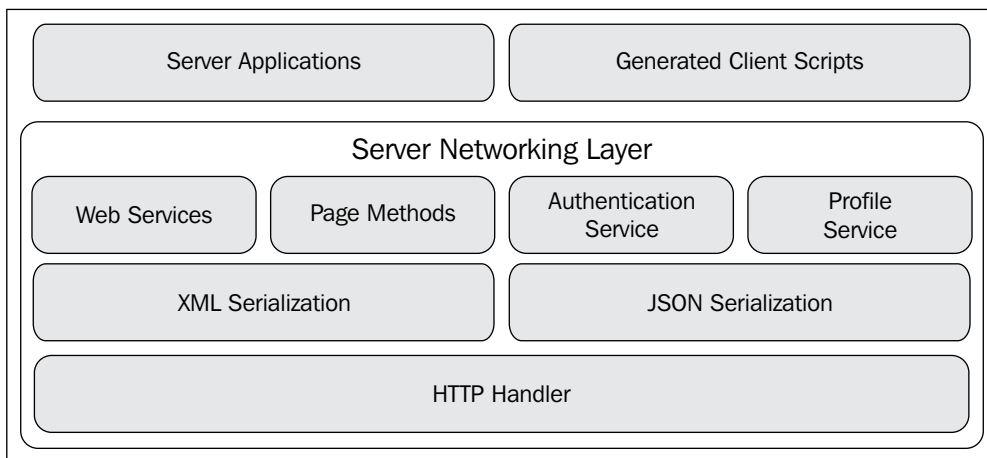 Server Applications
Generated Client Scripts
Server Networking Layer
Web Services
Page Methods
Authentication
Service
Profile
Service
XML Serialization
JSON Serialization
HTTP Handler